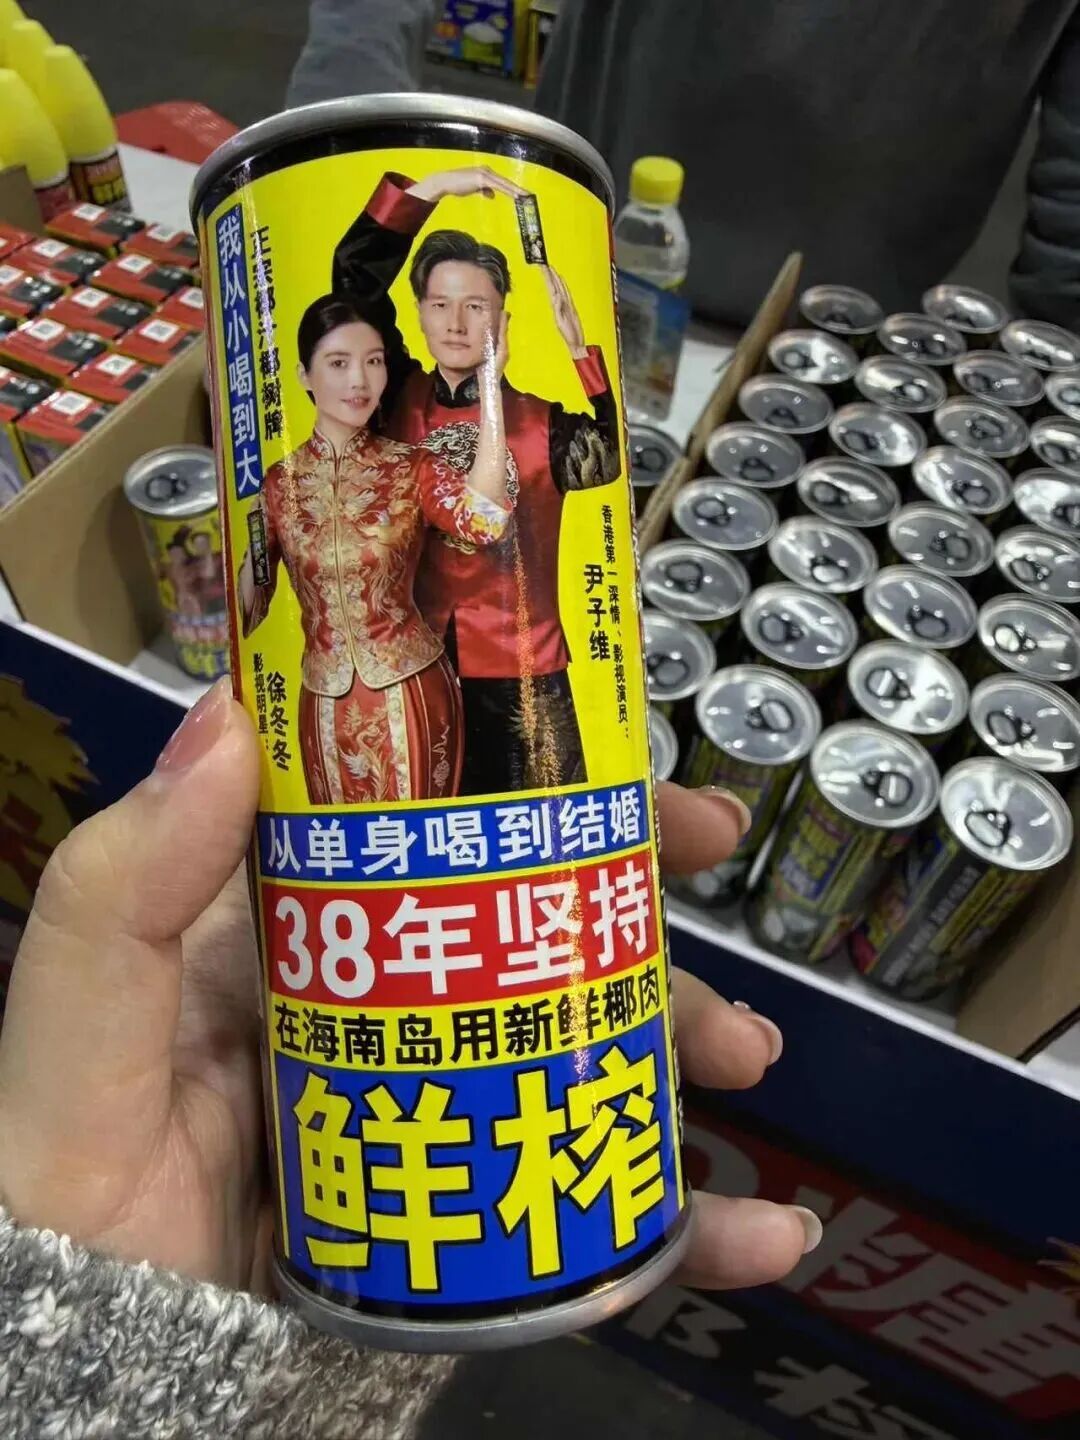 我从小喝到大
正宗椰汁椰树牌
香港第一深情、影视演员：
尹子维
影视明星：
徐冬冬
从单身喝到结婚
38年坚持
在海南岛用新鲜椰肉
鲜榨